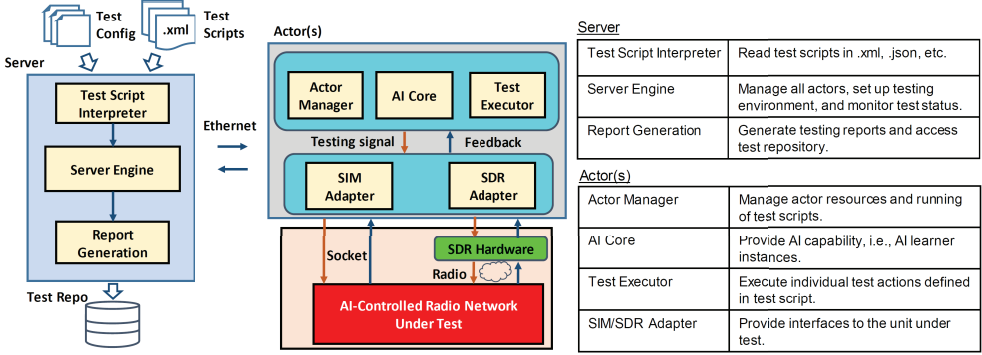 Test
Config
.xml
Test
Scripts
Server
Test Script
Interpreter
Server Engine
Report
Generation
Test Repo
Ethernet
Actor(s)
Actor
Manager
AI Core
Test
Executor
Testing signal
Feedback
SIM
Adapter
SDR
Adapter
Socket
SDR Hardware
Radio
AI-Controlled Radio Network
Under Test
Server
Test Script Interpreter
Read test scripts in .xml, .json, etc.
Server Engine
Manage all actors, set up testing
environment, and monitor test status.
Report Generation
Generate testing reports and access
test repository.
Actor(s)
Actor Manager
Manage actor resources and running
of test scripts.
AI Core
Provide AI capability, i.e., AI learner
instances.
Test Executor
Execute individual test actions defined
in test script.
SIM/SDR Adapter
Provide interfaces to the unit under
test.